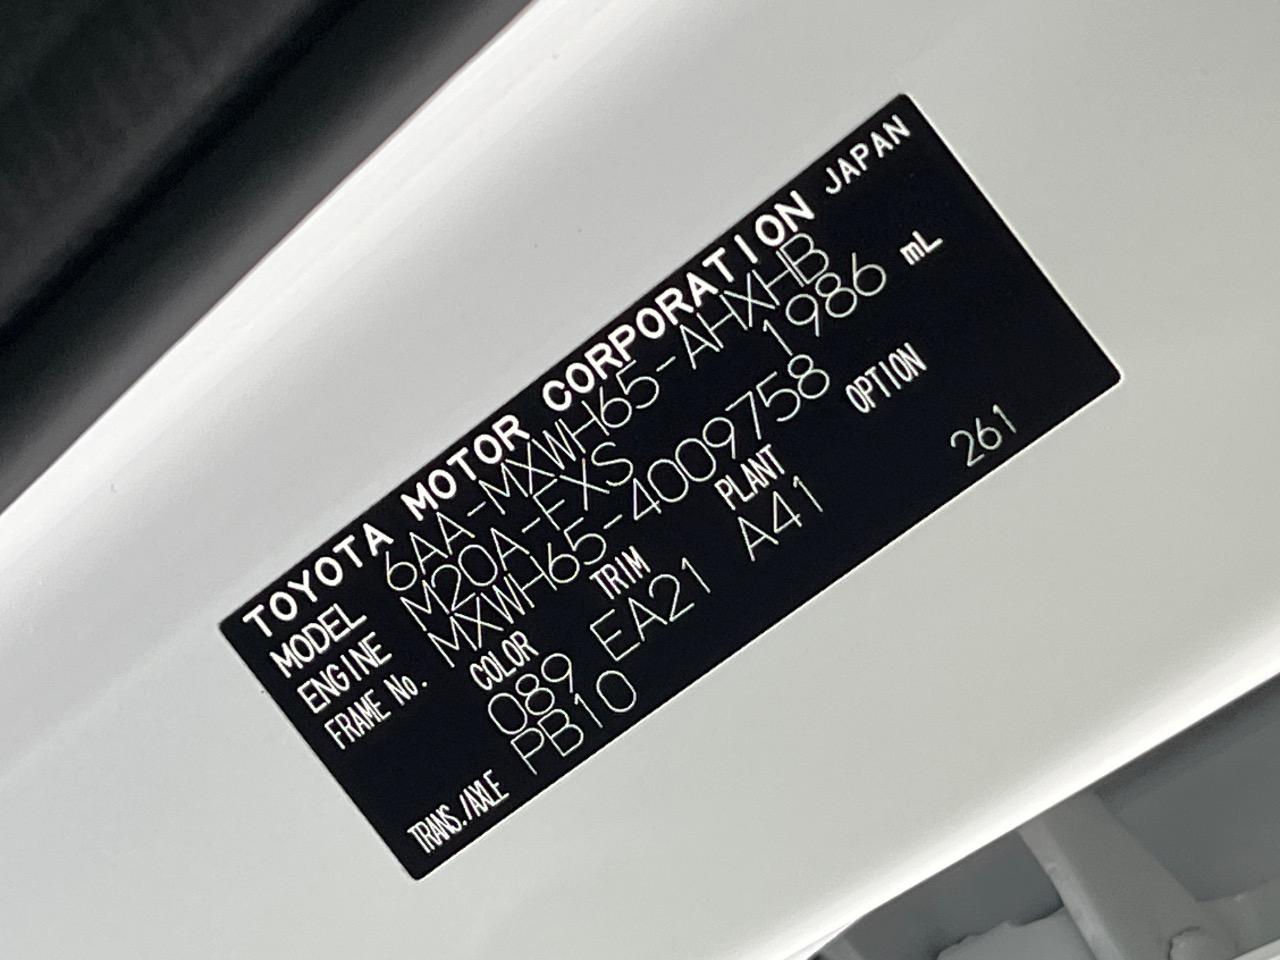 TOYOTA MOTOR CORPORATION JAPAN
MODEL 6AA-MXWH65-AHXHB
ENGINE M20A-FXS 1986 mL
FRAME No. MXWH65-4009758
COLOR TRIM PLANT OPTION
089 EA21 A41 261
TRANS./AXLE PB10